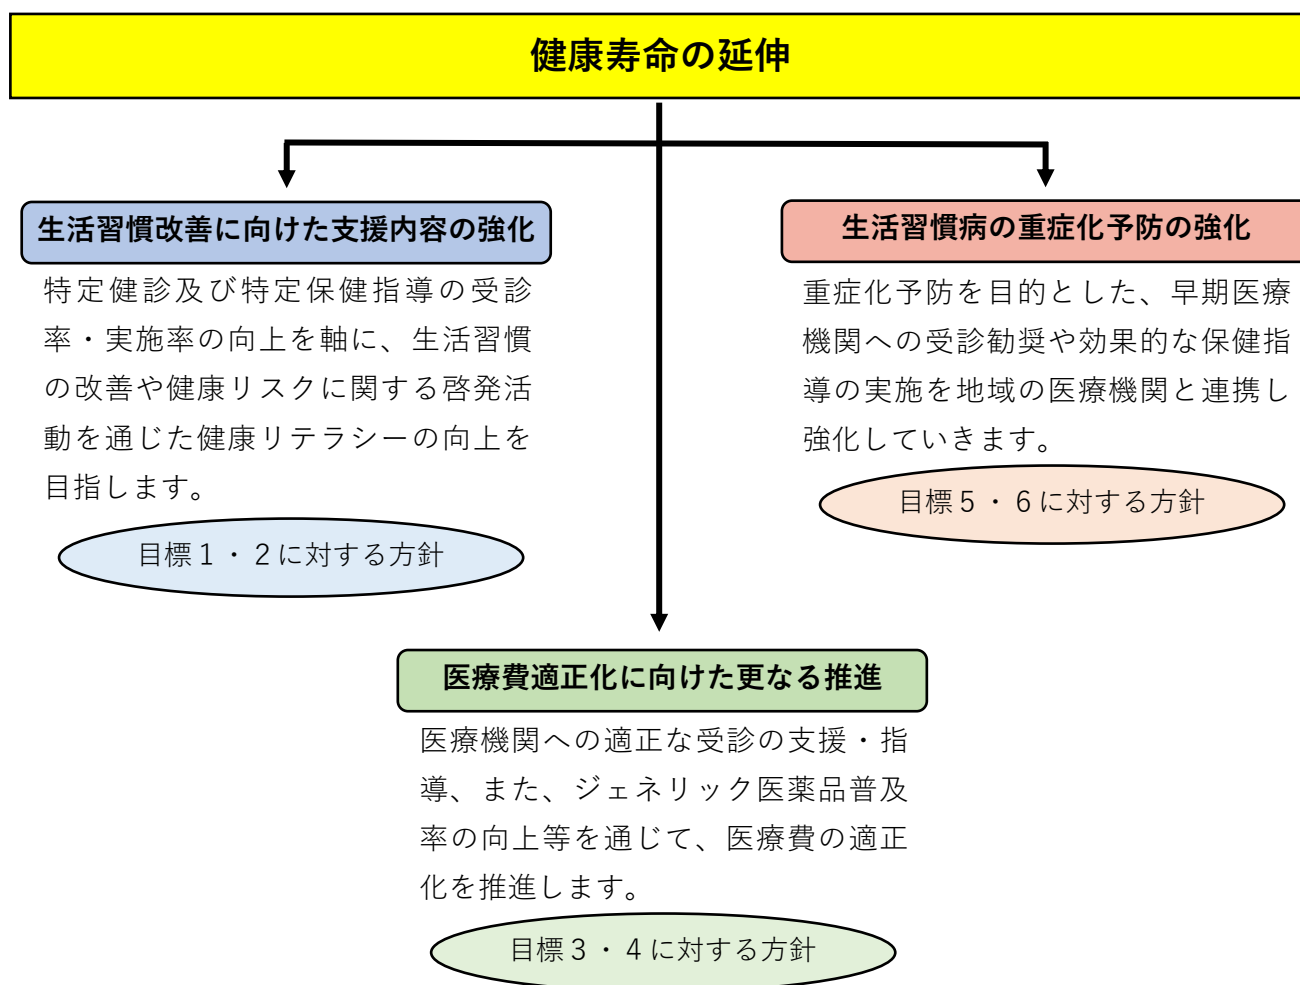 健康寿命の延伸
生活習慣改善に向けた支援内容の強化
特定健診及び特定保健指導の受診
率・実施率の向上を軸に、生活習慣
の改善や健康リスクに関する啓発活
動を通じた健康リテラシーの向上を
目指します。
目標１・２に対する方針
生活習慣病の重症化予防の強化
重症化予防を目的とした、早期医療
機関への受診勧奨や効果的な保健指
導の実施を地域の医療機関と連携し
強化していきます。
目標５・６に対する方針
医療費適正化に向けた更なる推進
医療機関への適正な受診の支援・指
導、また、ジェネリック医薬品普及
率の向上等を通じて、医療費の適正
化を推進します。
目標３・４に対する方針